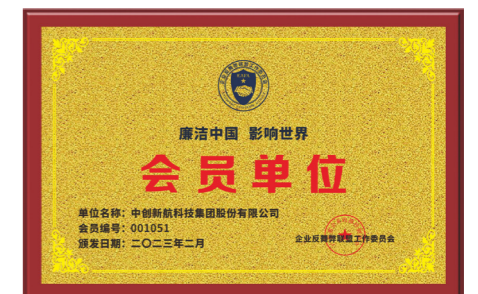 廉洁中国 影响世界
会员单位
单位名称：中创新航科技集团股份有限公司
会员编号：001051
颁发日期：二〇二三年二月
企业反舞弊联盟工作委员会